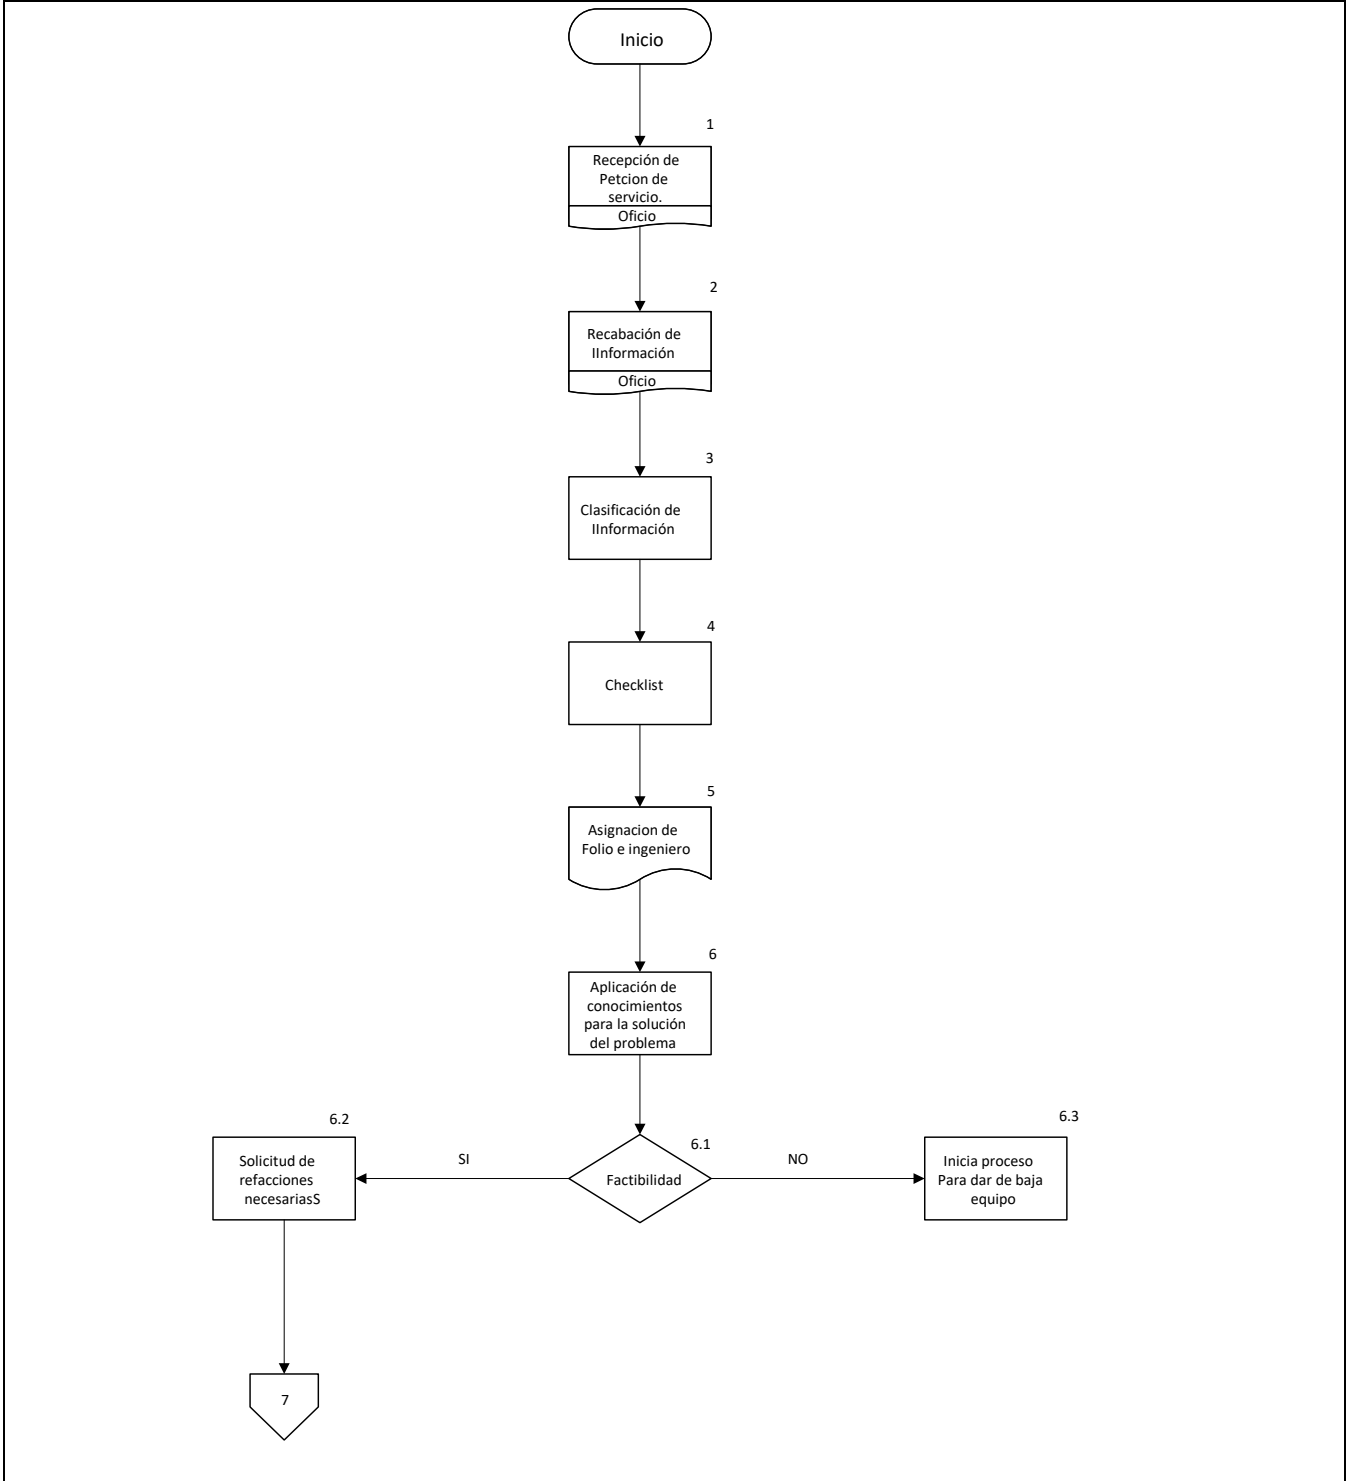 Inicio
1
Recepción de
Petcion de
servicio.
Oficio
2
Recabación de
IInformación
Oficio
3
Clasificación de
IInformación
4
Checklist
5
Asignacion de
Folio e ingeniero
6
Aplicación de
conocimientos
para la solución
del problema
6.2
6.1
6.3
Solicitud de
refacciones
necesariasS
SI
Factibilidad
NO
Inicia proceso
Para dar de baja
equipo
7